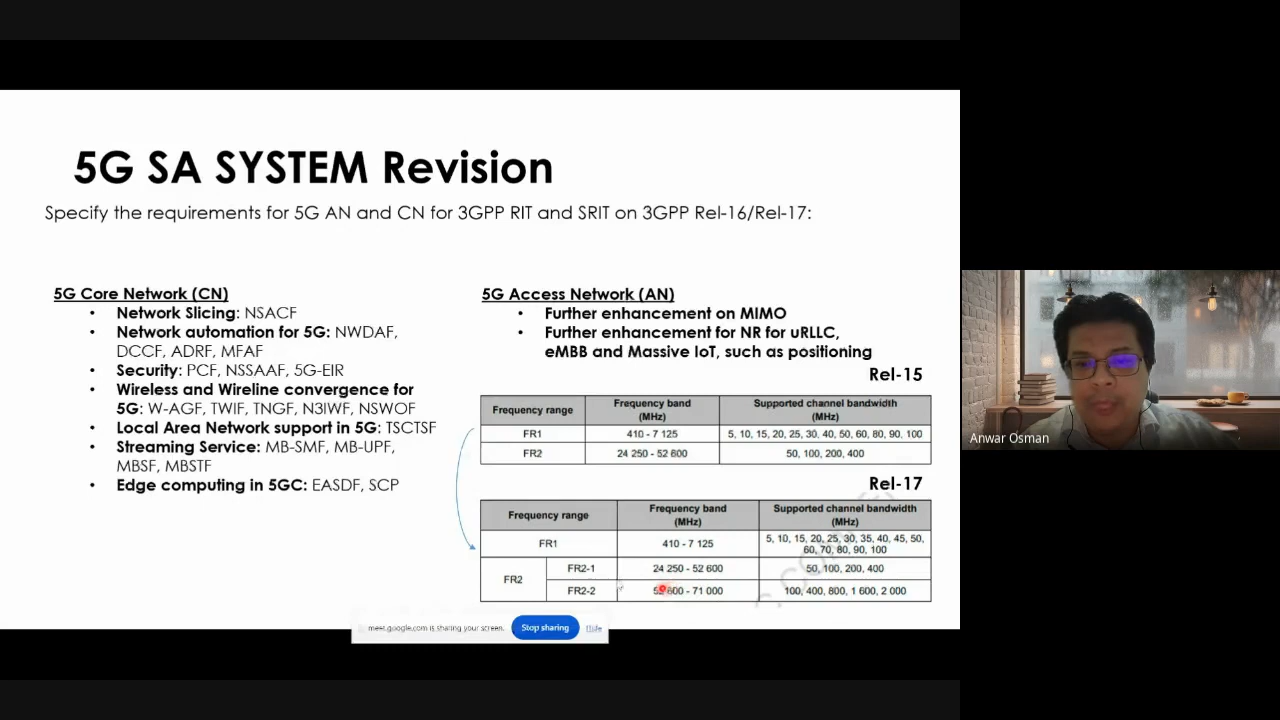 5G SA SYSTEM Revision
Specify the requirements for 5G AN and CN for 3GPP RIT and SRIT on 3GPP Rel-16/Rel-17:
5G Core Network (CN)
• Network Slicing: NSACF
• Network automation for 5G: NWDAF,
DCCF, ADRF, MFAF
• Security: PCF, NSSAAF, 5G-EIR
• Wireless and Wireline convergence for
5G: W-AGF, TWIF, TNGF, N3IWF, NSWOF
• Local Area Network support in 5G: TSCTSF
• Streaming Service: MB-SMF, MB-UPF,
MBSF, MBSTF
• Edge computing in 5GC: EASDF, SCP
5G Access Network (AN)
• Further enhancement on MIMO
• Further enhancement for NR for uRLLC,
eMBB and Massive IoT, such as positioning
Rel-15
Frequency range Frequency band (MHz) Supported channel bandwidth (MHz)
FR1 410 - 7 125 5, 10, 15, 20, 25, 30, 40, 50, 60, 80, 90, 100
FR2 24 250 - 52 600 50, 100, 200, 400
Rel-17
Frequency range Frequency band (MHz) Supported channel bandwidth (MHz)
FR1 410 - 7 125 5, 10, 15, 20, 25, 30, 35, 40, 45, 50,
60, 70, 80, 90, 100
FR2 FR2-1 24 250 - 52 600 50, 100, 200, 400
FR2-2 52 600 - 71 000 100, 400, 800, 1 600, 2 000
meet.google.com is sharing your screen. Stop sharing Hide
Anwar Osman